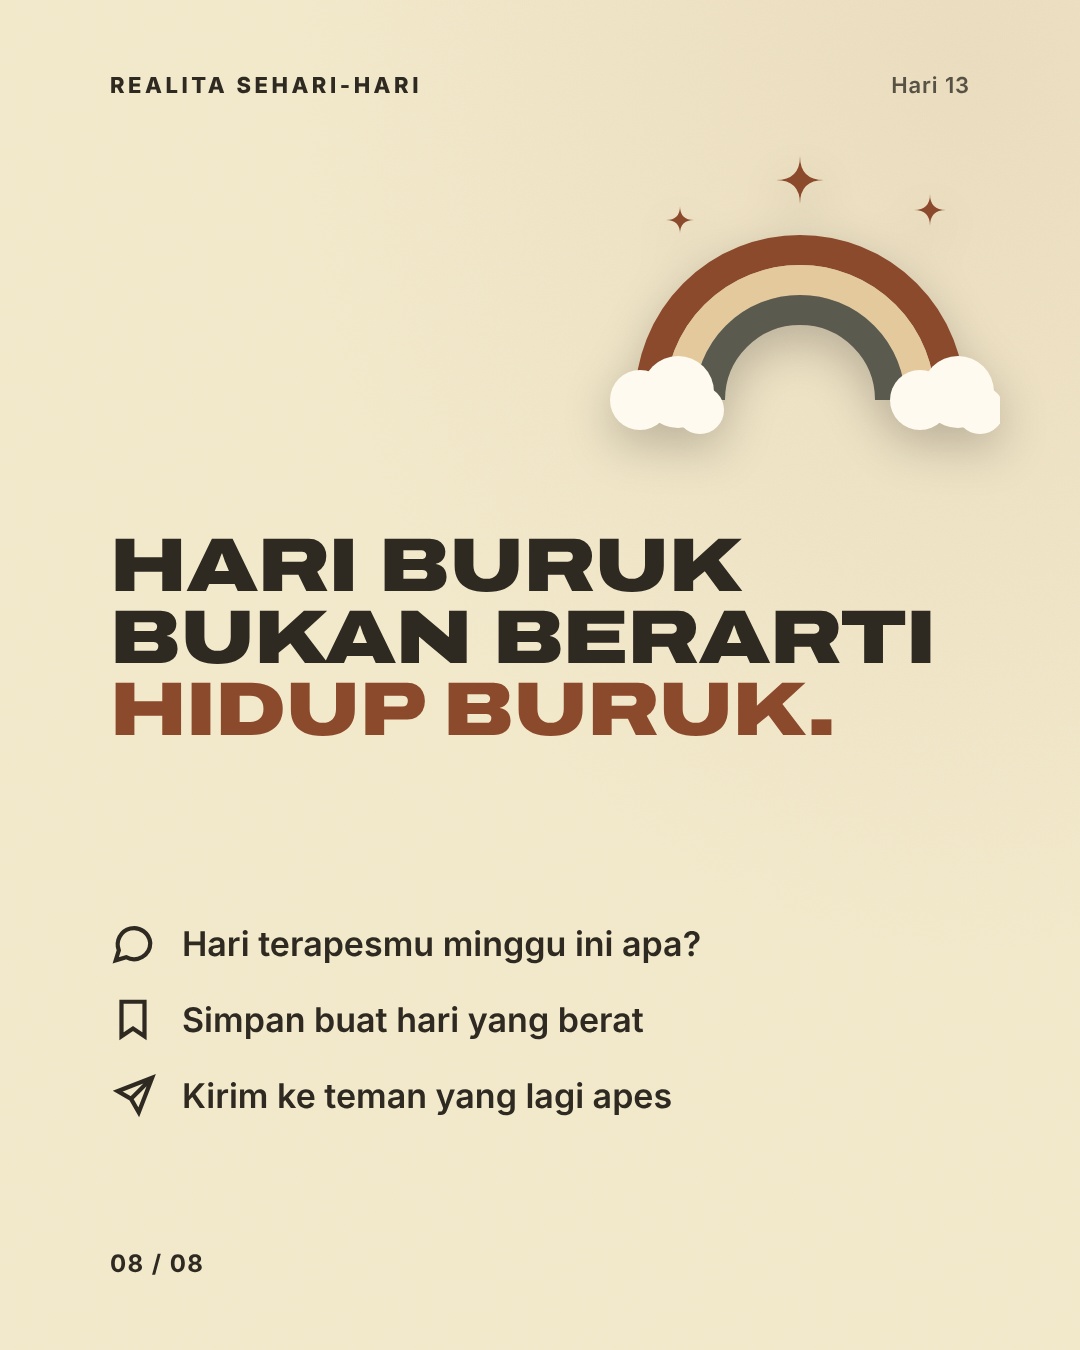 REALITA SEHARI-HARI
Hari 13
HARI BURUK
BUKAN BERARTI
HIDUP BURUK.
Hari terapesmu minggu ini apa?
Simpan buat hari yang berat
Kirim ke teman yang lagi apes
08 / 08